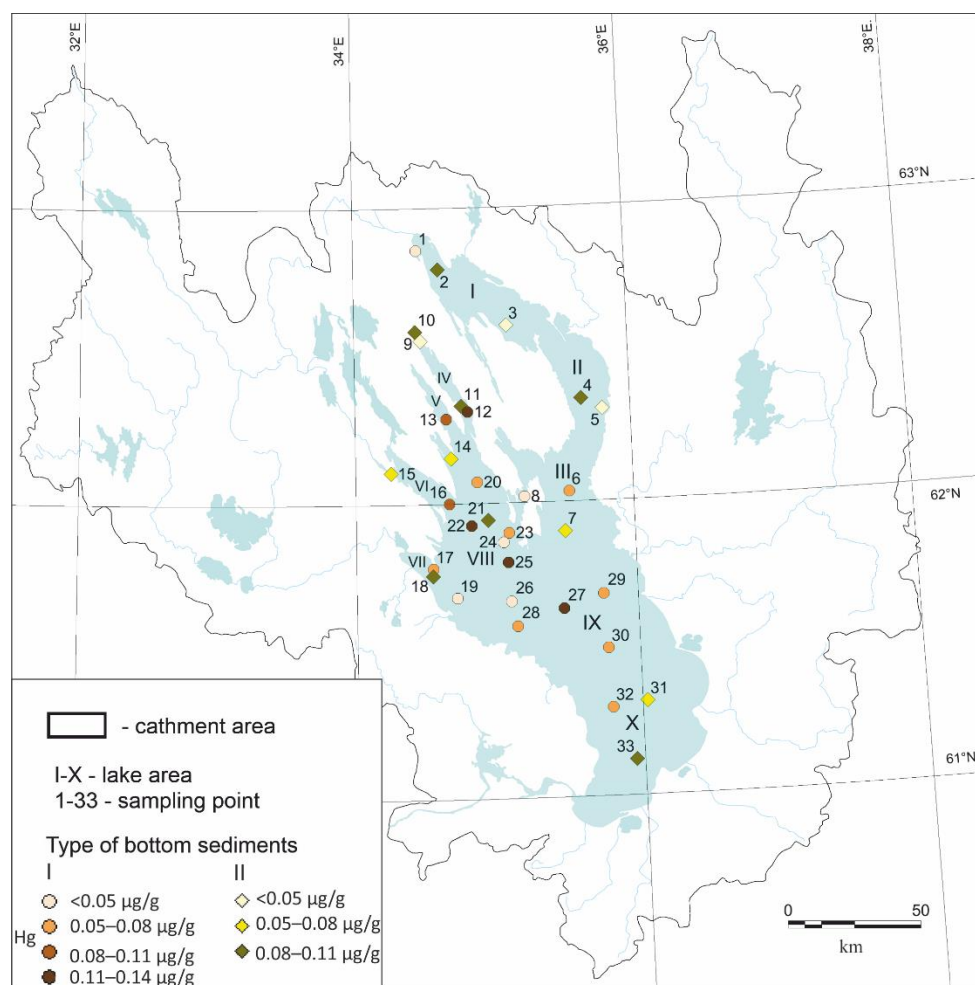 32°E
34°E
36°E
38°E.
63°N
1
2
I
3
10
9
II
4
IV
11
5
V
12
13
14
III
15
20
6
VI
16
8
62°N
21
7
22
23
24
VIII
25
VII
17
18
19
26
27
29
28
IX
30
31
32
X
33
61°N
- cathment area
I-X - lake area
1-33 - sampling point
Type of bottom sediments
I II
<0.05 µg/g <0.05 µg/g
0.05–0.08 µg/g 0.05–0.08 µg/g
Hg
0.08–0.11 µg/g 0.08–0.11 µg/g
0.11–0.14 µg/g
0 50
km